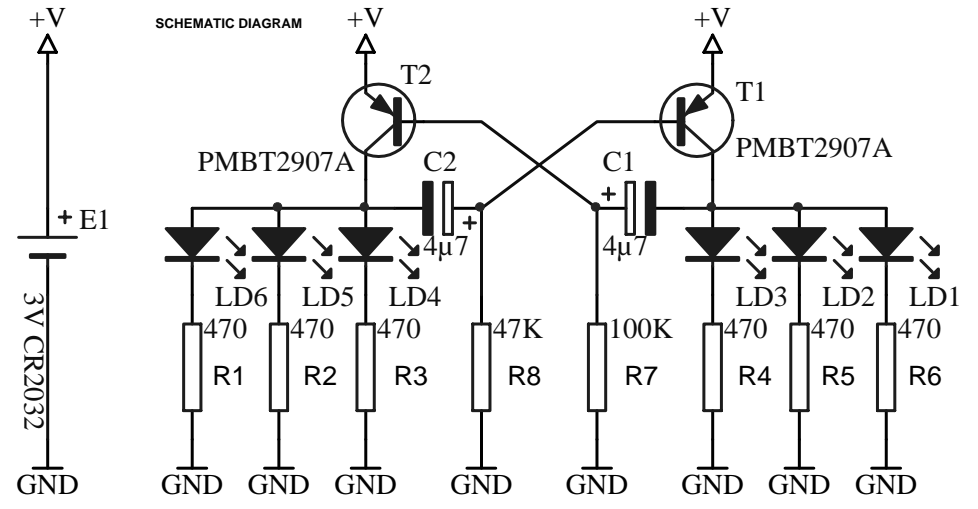 +V SCHEMATIC DIAGRAM +V +V
T2 T1
PMBT2907A C2 C1 PMBT2907A
+ E1 + +
4µ7 4µ7
LD6 LD5 LD4 LD3 LD2 LD1
3V CR2032
470 470 470 47K 100K 470 470 470
R1 R2 R3 R8 R7 R4 R5 R6
GND GND GND GND GND GND GND GND GND